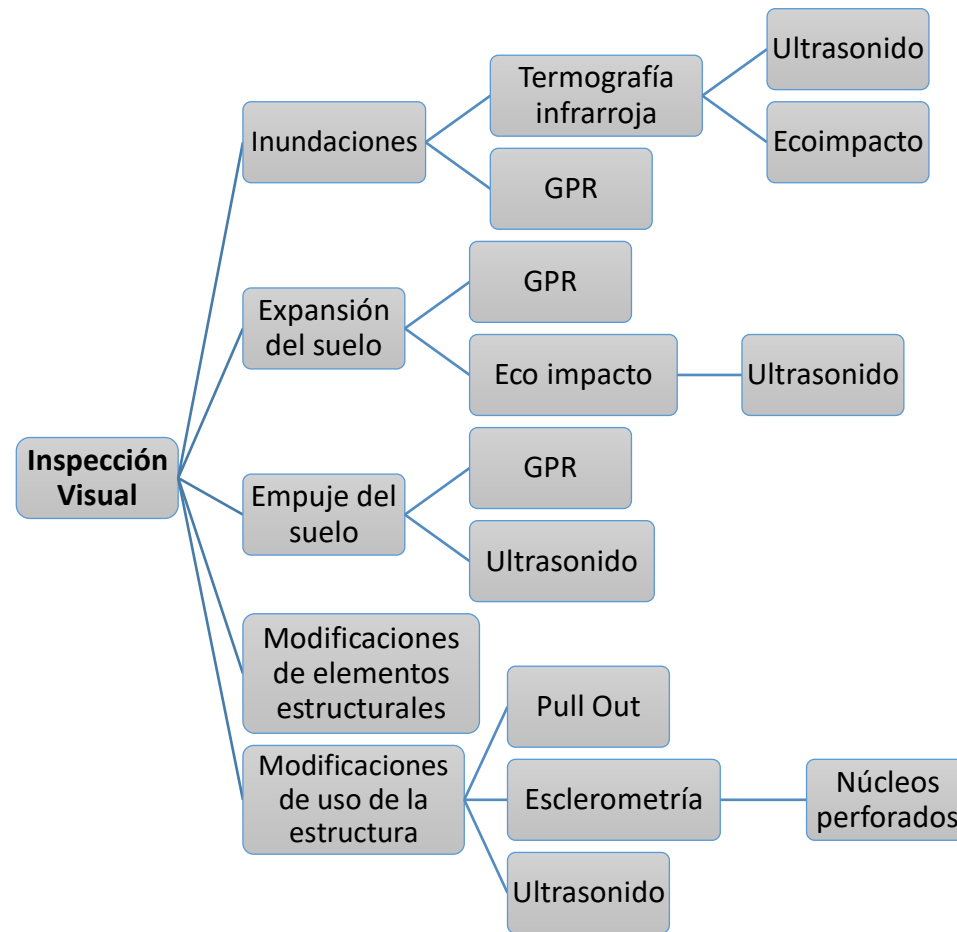 Inspección
Visual
Inundaciones
Termografía
infrarroja
Ultrasonido
Ecoimpacto
GPR
Expansión
del suelo
GPR
Eco impacto
Ultrasonido
Empuje del
suelo
GPR
Ultrasonido
Modificaciones
de elementos
estructurales
Modificaciones
de uso de la
estructura
Pull Out
Esclerometría
Núcleos
perforados
Ultrasonido